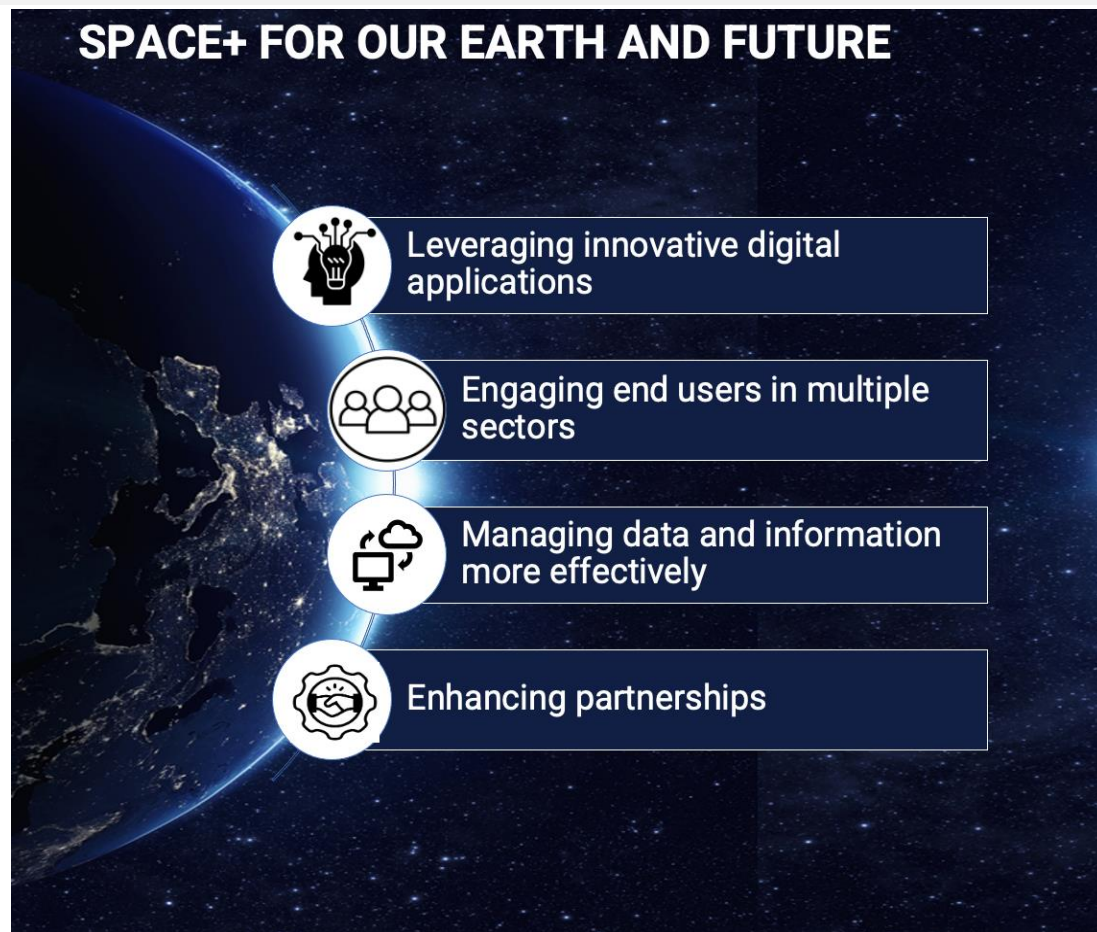 SPACE+ FOR OUR EARTH AND FUTURE
Leveraging innovative digital
applications
Engaging end users in multiple
sectors
Managing data and information
more effectively
Enhancing partnerships